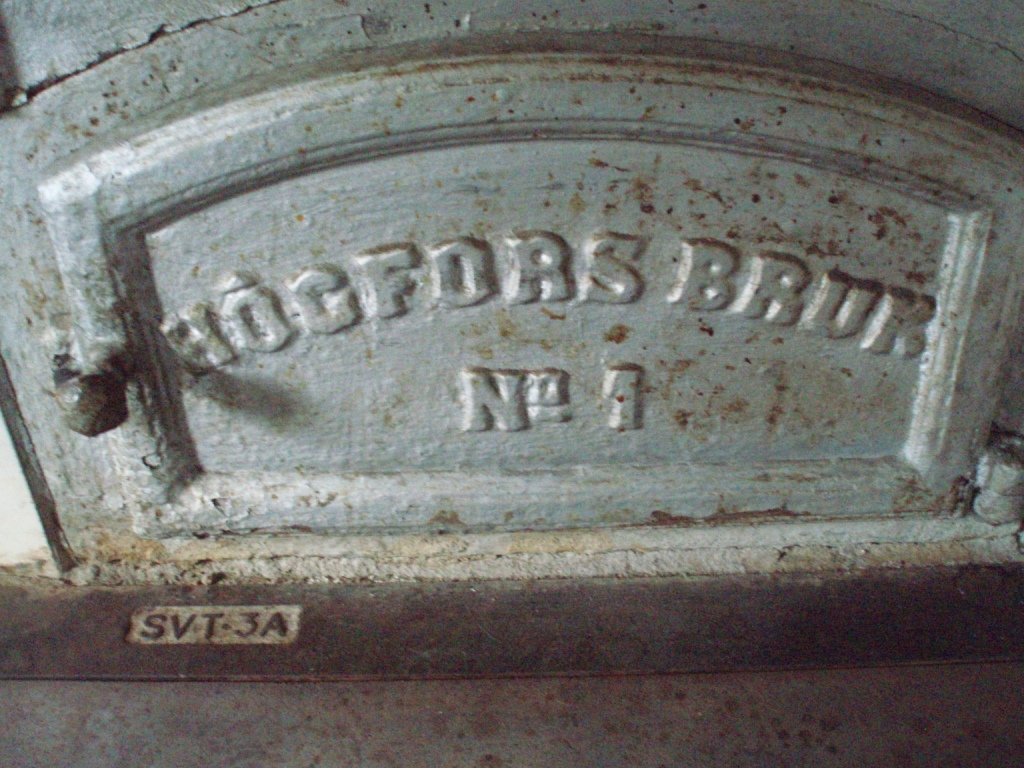 HÖGFORS BRUK
No 1
SVT-3A